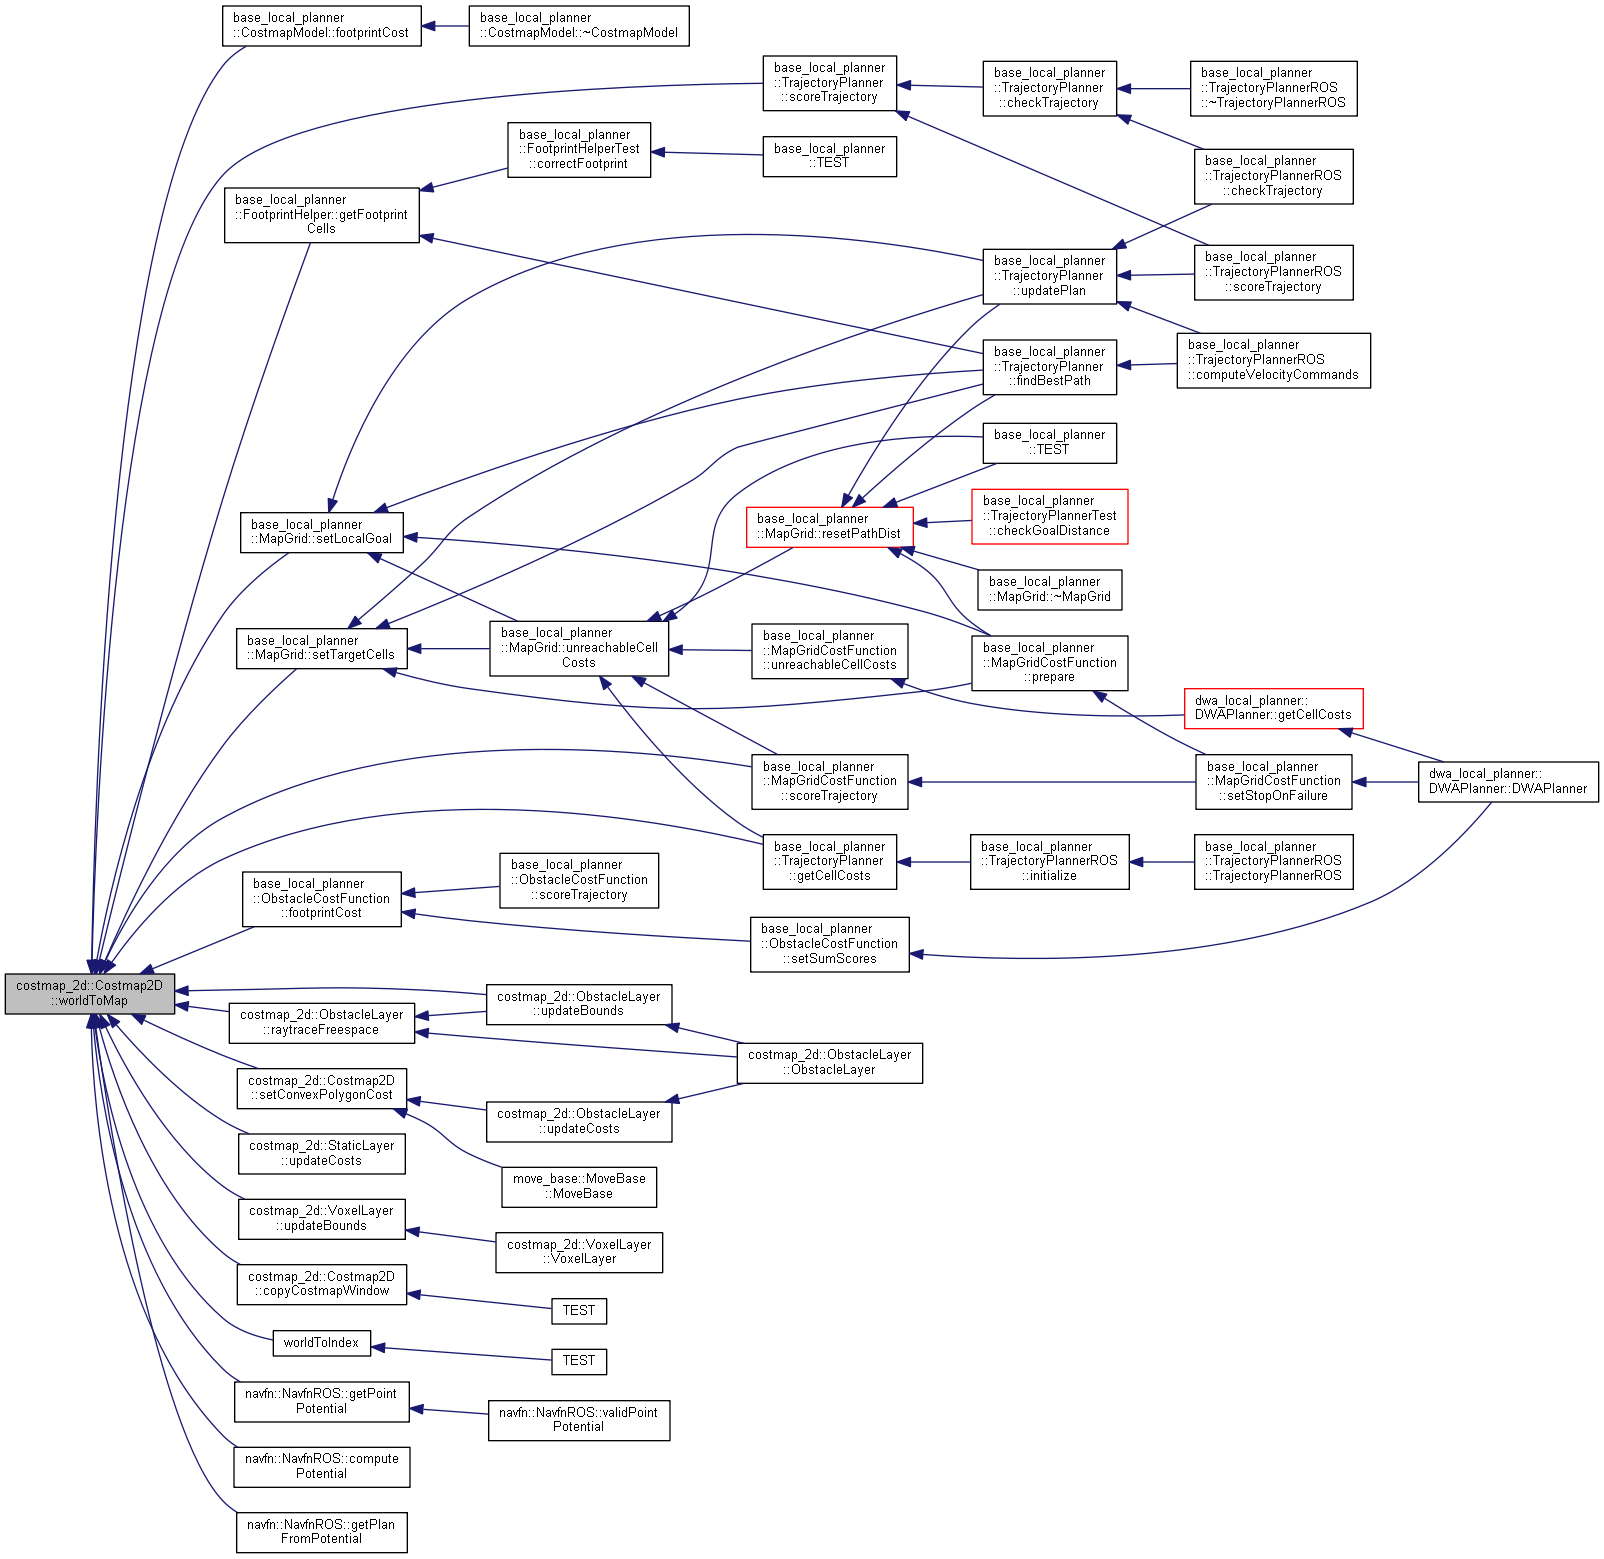 base_local_planner
::CostmapModel::footprintCost
base_local_planner
::CostmapModel::~CostmapModel
base_local_planner
::TrajectoryPlanner
::scoreTrajectory
base_local_planner
::TrajectoryPlanner
::checkTrajectory
base_local_planner
::TrajectoryPlannerROS
::~TrajectoryPlannerROS
base_local_planner
::FootprintHelperTest
::correctFootprint
base_local_planner
::TEST
base_local_planner
::TrajectoryPlannerROS
::checkTrajectory
base_local_planner
::FootprintHelper::getFootprint
Cells
base_local_planner
::TrajectoryPlanner
::updatePlan
base_local_planner
::TrajectoryPlannerROS
::scoreTrajectory
base_local_planner
::TrajectoryPlanner
::findBestPath
base_local_planner
::TrajectoryPlannerROS
::computeVelocityCommands
base_local_planner
::TEST
base_local_planner
::MapGrid::setLocalGoal
base_local_planner
::MapGrid::resetPathDist
base_local_planner
::TrajectoryPlannerTest
::checkGoalDistance
base_local_planner
::MapGrid::~MapGrid
base_local_planner
::MapGrid::setTargetCells
base_local_planner
::MapGrid::unreachableCell
Costs
base_local_planner
::MapGridCostFunction
::unreachableCellCosts
base_local_planner
::MapGridCostFunction
::prepare
dwa_local_planner::
DWAPlanner::getCellCosts
base_local_planner
::MapGridCostFunction
::scoreTrajectory
base_local_planner
::MapGridCostFunction
::setStopOnFailure
dwa_local_planner::
DWAPlanner::DWAPlanner
base_local_planner
::TrajectoryPlanner
::getCellCosts
base_local_planner
::TrajectoryPlannerROS
::initialize
base_local_planner
::TrajectoryPlannerROS
::TrajectoryPlannerROS
base_local_planner
::ObstacleCostFunction
::footprintCost
base_local_planner
::ObstacleCostFunction
::scoreTrajectory
base_local_planner
::ObstacleCostFunction
::setSumScores
costmap_2d::Costmap2D
::worldToMap
costmap_2d::ObstacleLayer
::updateBounds
costmap_2d::ObstacleLayer
::raytraceFreespace
costmap_2d::ObstacleLayer
::ObstacleLayer
costmap_2d::Costmap2D
::setConvexPolygonCost
costmap_2d::ObstacleLayer
::updateCosts
costmap_2d::StaticLayer
::updateCosts
move_base::MoveBase
::MoveBase
costmap_2d::VoxelLayer
::updateBounds
costmap_2d::VoxelLayer
::VoxelLayer
costmap_2d::Costmap2D
::copyCostmapWindow
TEST
worldToIndex
TEST
navfn::NavfnROS::getPoint
Potential
navfn::NavfnROS::validPoint
Potential
navfn::NavfnROS::compute
Potential
navfn::NavfnROS::getPlan
FromPotential